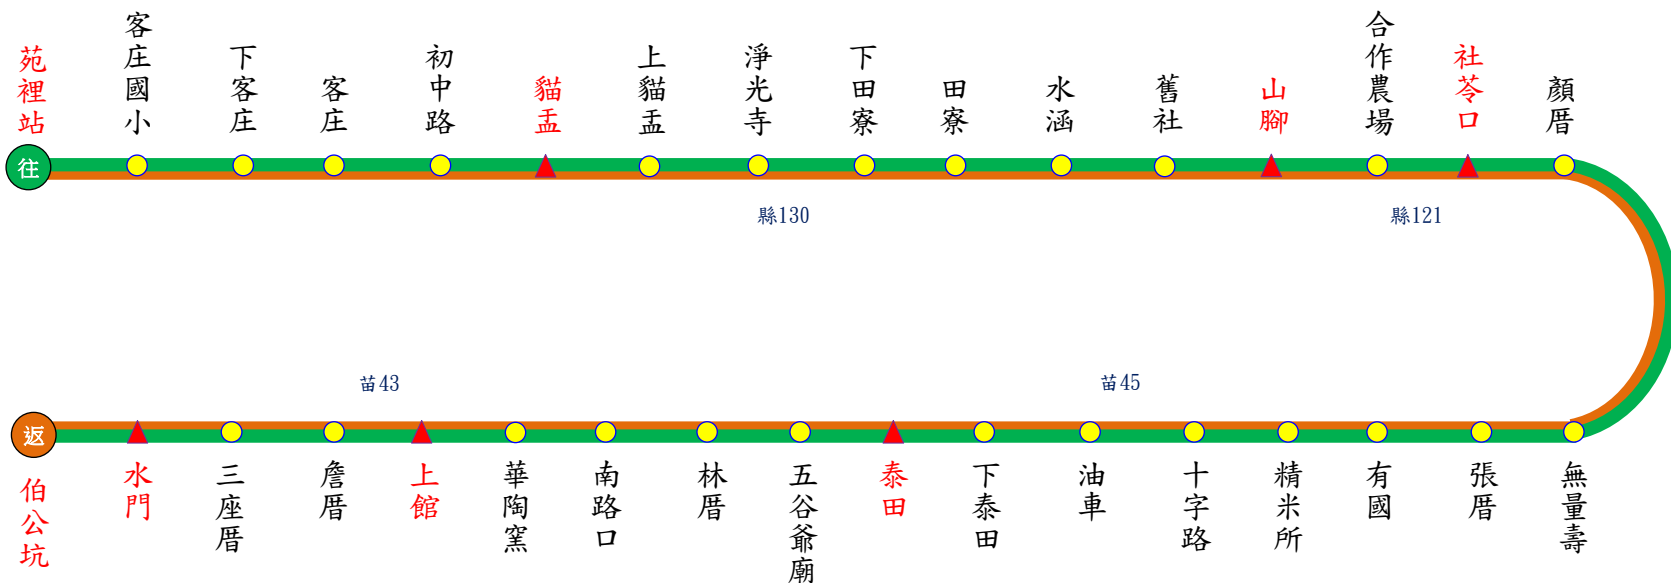 苑裡站
客庄國小
下客庄
客庄
初中路
貓盂
上貓盂
淨光寺
下田寮
田寮
水涵
舊社
山腳
合作農場
社苓口
顏厝
往
縣130
縣121
苗43
苗45
返
伯公坑
水門
三座厝
詹厝
上館
華陶窯
南路口
林厝
五谷爺廟
泰田
下泰田
油車
十字路
精米所
有國
張厝
無量壽